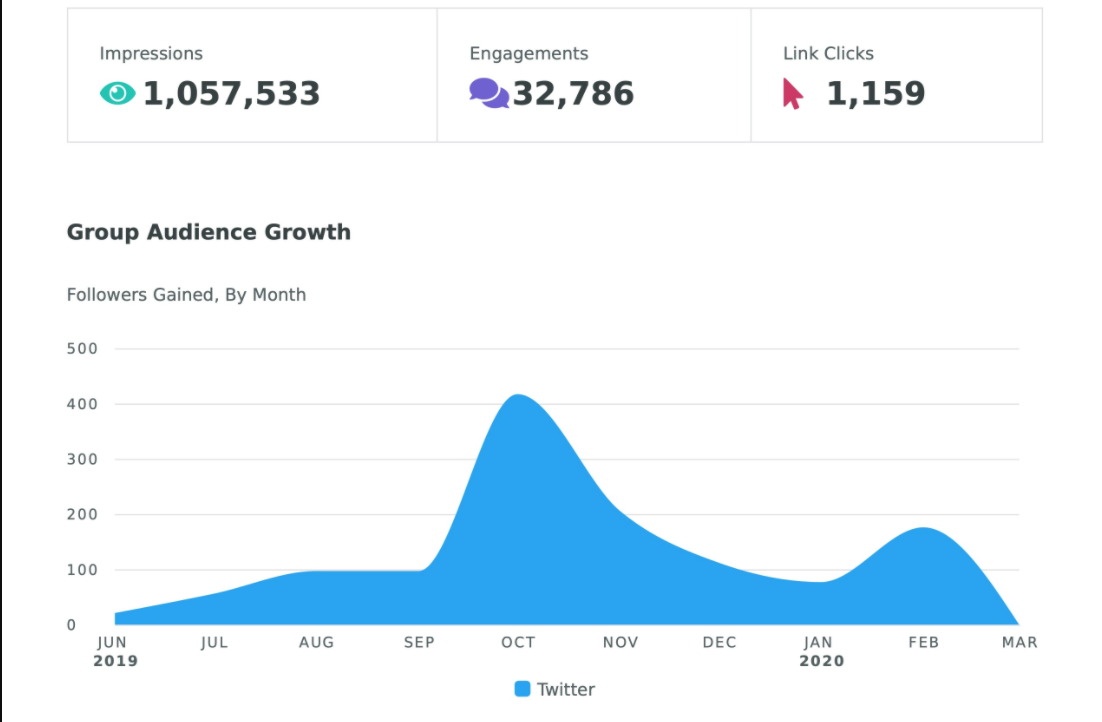 Impressions Engagements Link Clicks
1,057,533 32,786 1,159
Group Audience Growth
Followers Gained, By Month
500
400
300
200
100
0
JUN JUL AUG SEP OCT NOV DEC JAN FEB MAR
2019 2020
Twitter